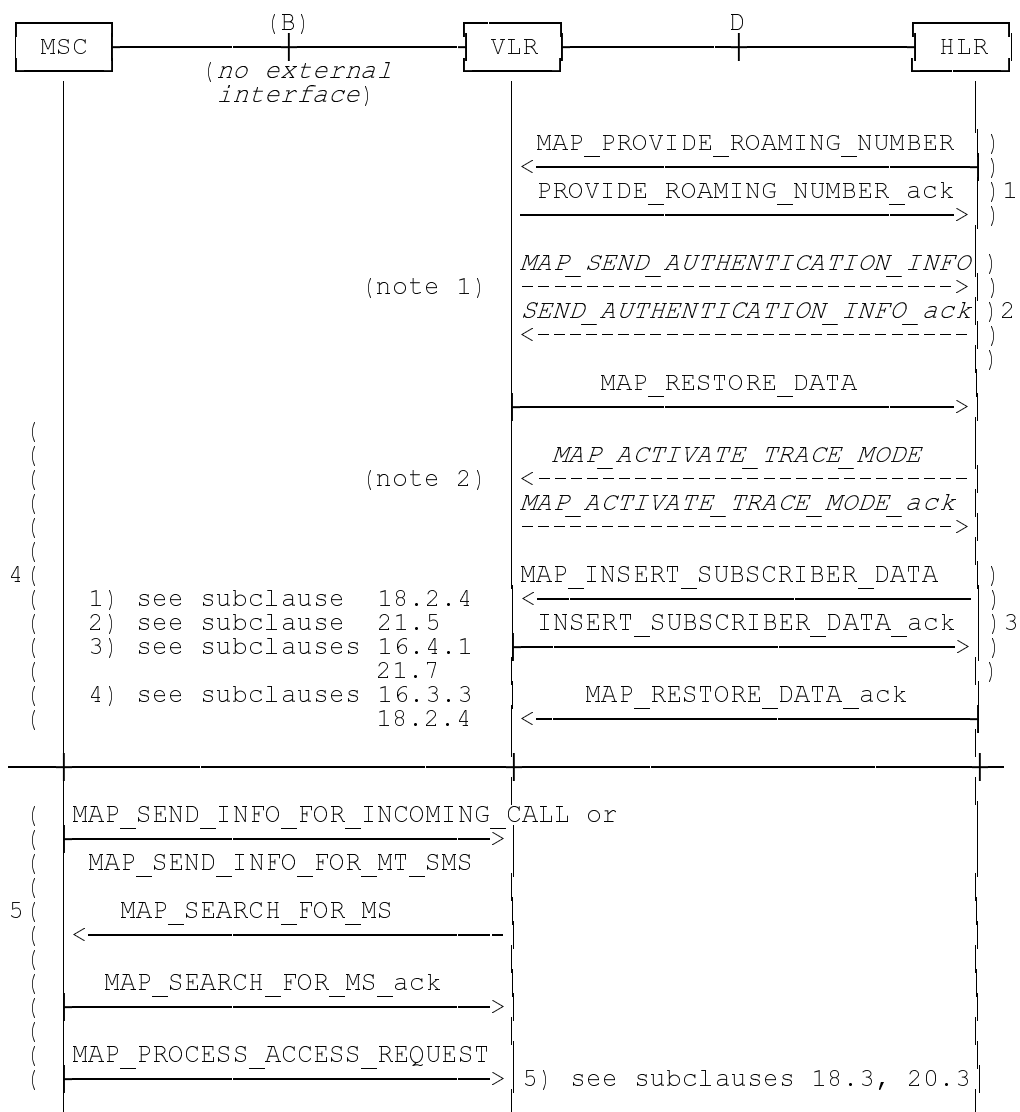 (B) D
MSC VLR HLR
(no external
interface)
MAP_PROVIDE_ROAMING_NUMBER )
<---- )
PROVIDE_ROAMING_NUMBER_ack )1
> )
MAP_SEND_AUTHENTICATION_INFO )
(note 1) ----> )
SEND_AUTHENTICATION_INFO_ack )2
<---- )
)
MAP_RESTORE_DATA
>
(
( MAP_ACTIVATE_TRACE_MODE
( (note 2) <----
( MAP_ACTIVATE_TRACE_MODE_ack
( ---->
(
4( MAP_INSERT_SUBSCRIBER_DATA )
( 1) see subclause 18.2.4 < )
( 2) see subclause 21.5 INSERT_SUBSCRIBER_DATA_ack )3
( 3) see subclauses 16.4.1 > )
( 21.7 )
( 4) see subclauses 16.3.3 MAP_RESTORE_DATA_ack
( 18.2.4 <
( MAP_SEND_INFO_FOR_INCOMING_CALL or
( >
( MAP_SEND_INFO_FOR_MT_SMS
(
5( MAP_SEARCH_FOR_MS
( <
(
( MAP_SEARCH_FOR_MS_ack
( >
(
( MAP_PROCESS_ACCESS_REQUEST
( > 5) see subclauses 18.3, 20.3